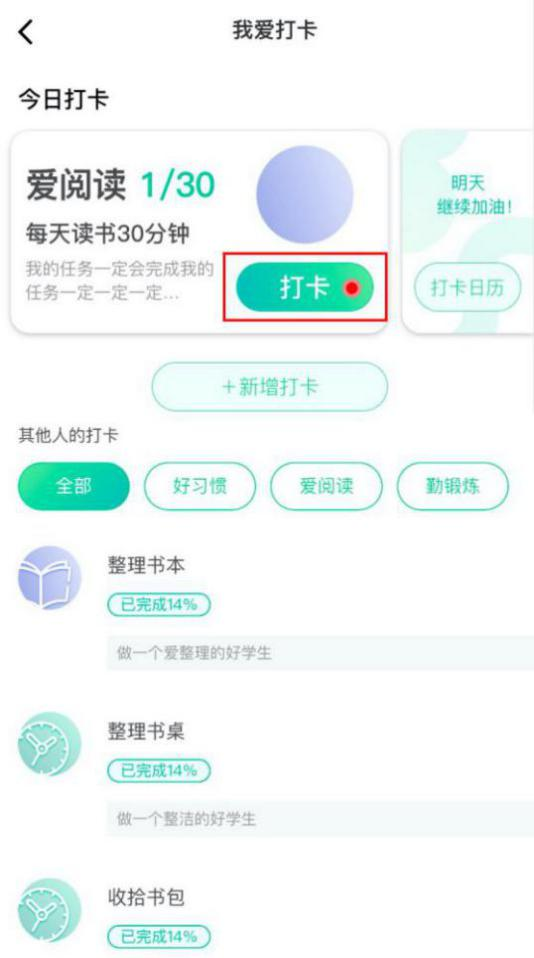 我爱打卡
今日打卡
爱阅读 1/30
每天读书30分钟
我的任务一定会完成我的
任务一定一定一定...
打卡
明天
继续加油!
打卡日历
+新增打卡
其他人的打卡
全部
好习惯
爱阅读
勤锻炼
整理书本
已完成14%
做一个爱整理的好学生
整理书桌
已完成14%
做一个整洁的好学生
收拾书包
已完成14%